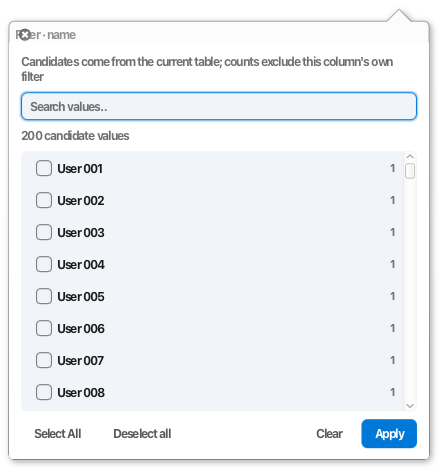 · name
Candidates come from the current table; counts exclude this column's own
filter
Search values..
200 candidate values
User 001 1
User 002 1
User 003 1
User 004 1
User 005 1
User 006 1
User 007 1
User 008 1
Select All Deselect all Clear Apply